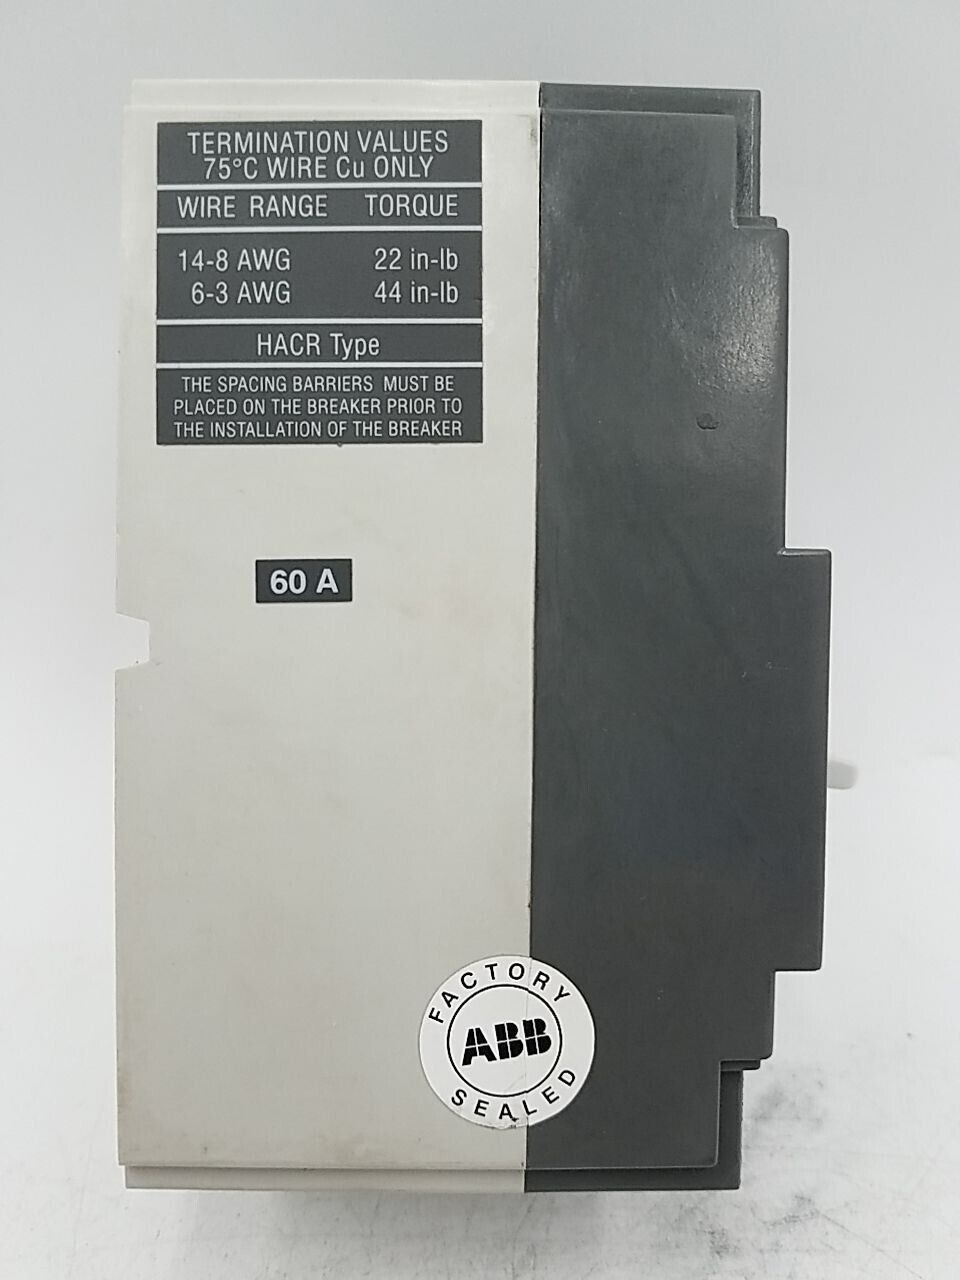 TERMINATION VALUES
75°C WIRE Cu ONLY
WIRE RANGE TORQUE
14-8 AWG 22 in-lb
6-3 AWG 44 in-lb
HACR Type
THE SPACING BARRIERS MUST BE
PLACED ON THE BREAKER PRIOR TO
THE INSTALLATION OF THE BREAKER
60 A
FACTORY
ABB
SEALED